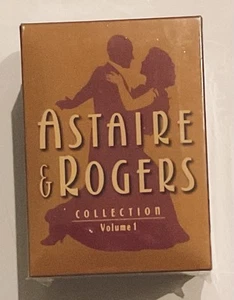 ASTAIRE
& ROGERS
COLLECTION
Volume 1